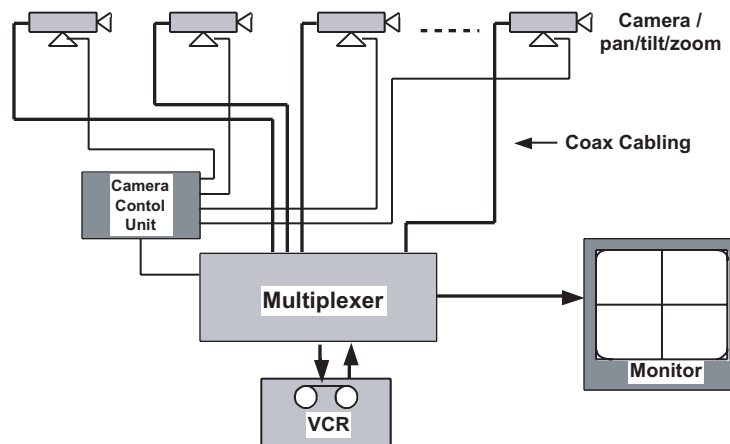 Camera /
pan/tilt/zoom
Coax Cabling
Camera
Contol
Unit
Multiplexer
Monitor
VCR